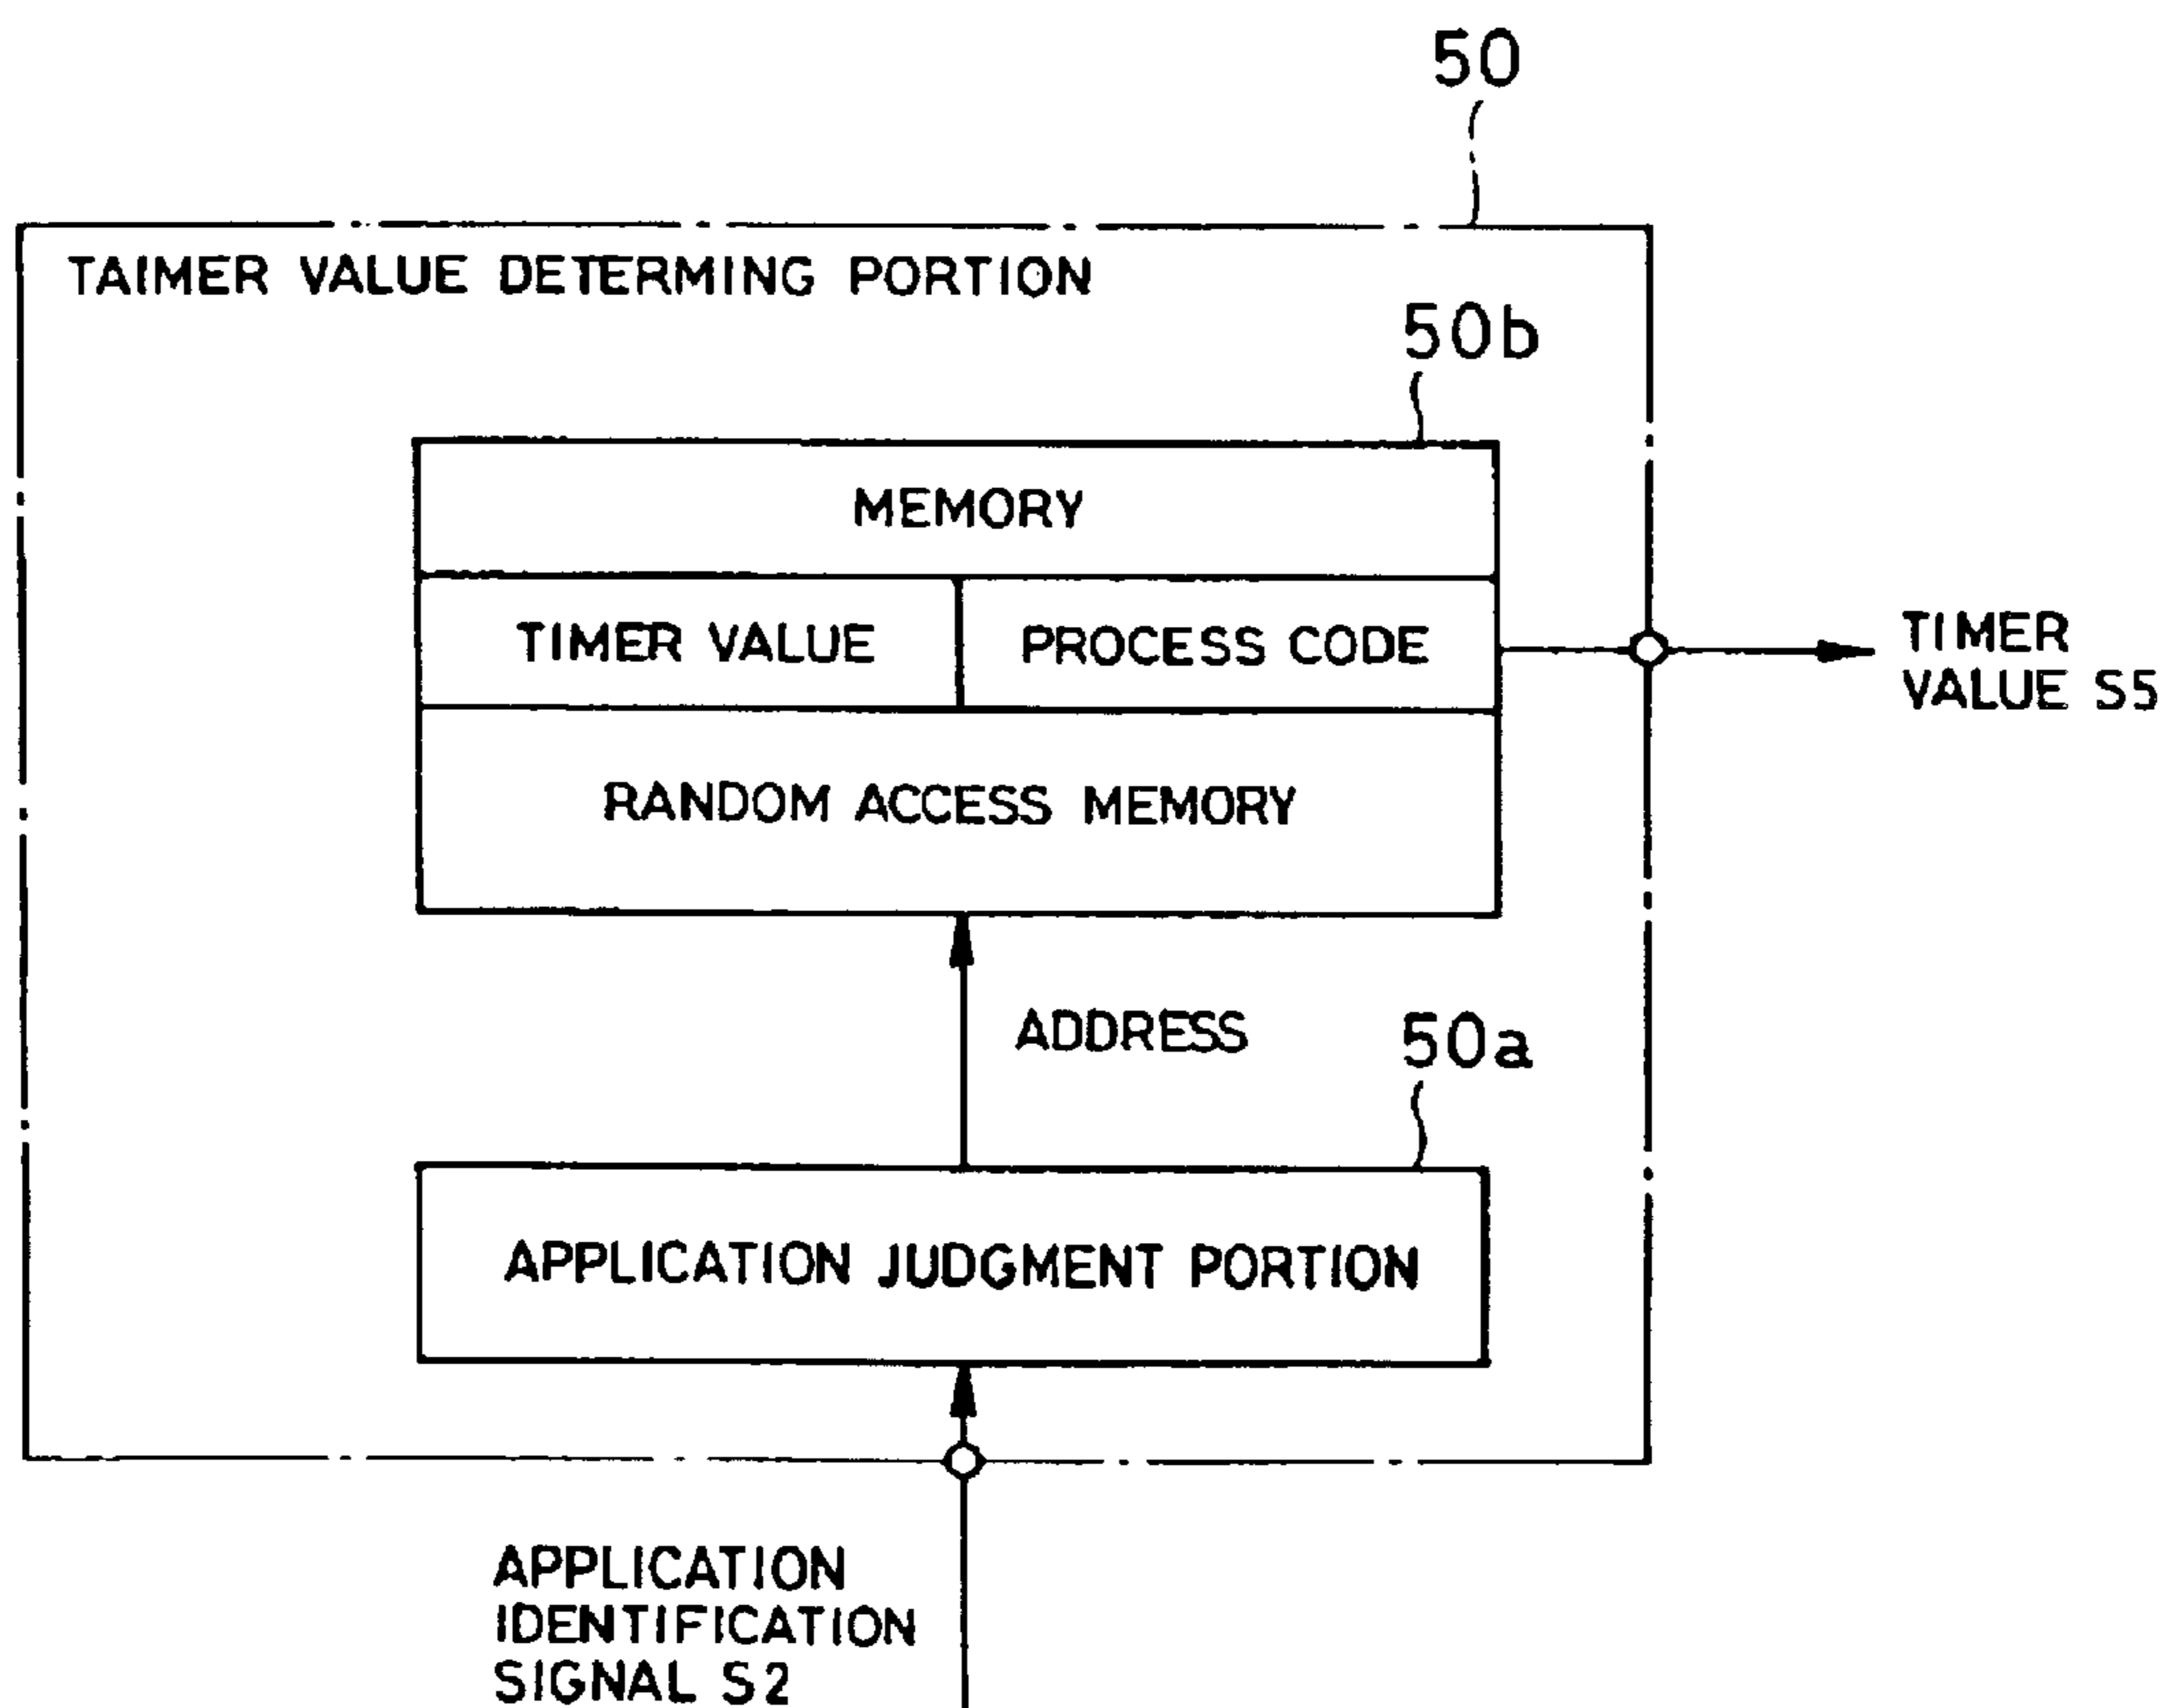 50
TAIMER VALUE DETERMING PORTION
50b
MEMORY
TIMER VALUE
PROCESS CODE
TIMER
VALUE S5
RANDOM ACCESS MEMORY
ADDRESS
50a
APPLICATION JUDGMENT PORTION
APPLICATION
IDENTIFICATION
SIGNAL S2